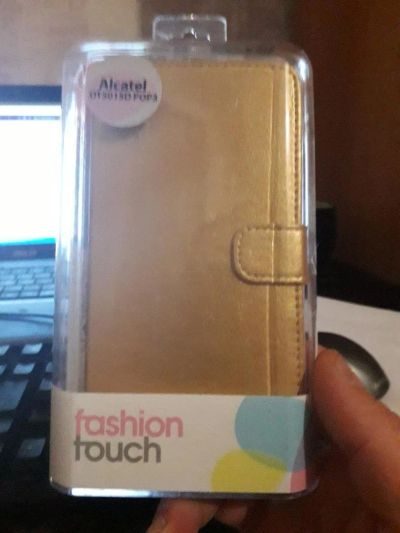 Alcatel
OT5015D POP3
fashion
touch